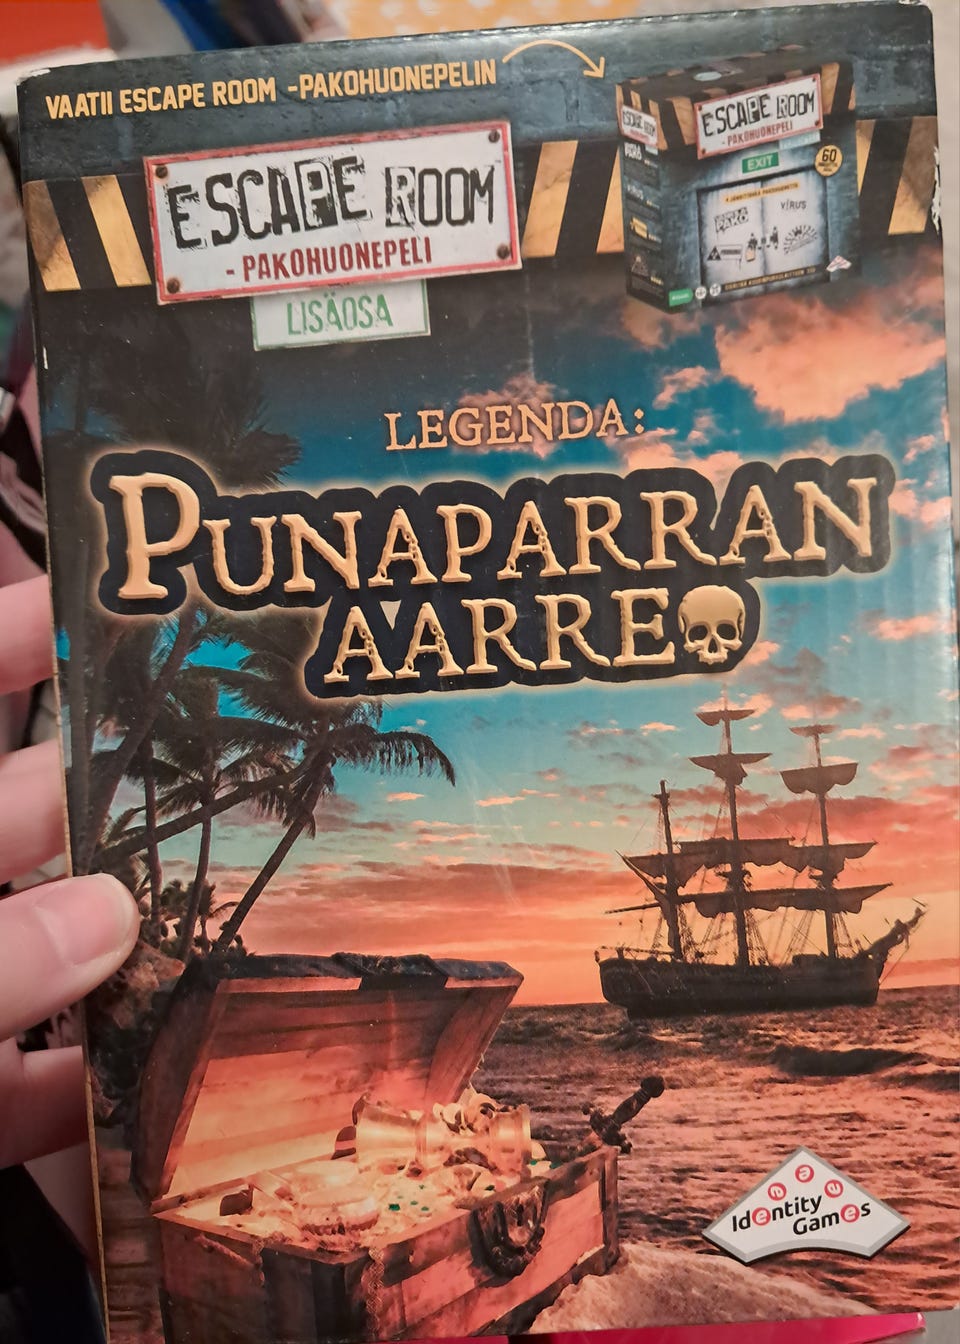 VAATII ESCAPE ROOM -PAKOHUONEPELIN
ESCAPE ROOM
- PAKOHUONEPELI
LISÄOSA
ESCAPE ROOM
- PAKOHUONEPELI
EXIT
60
VIRUS
LEGENDA:
PUNAPARRAN
AARRE
Identity
Games